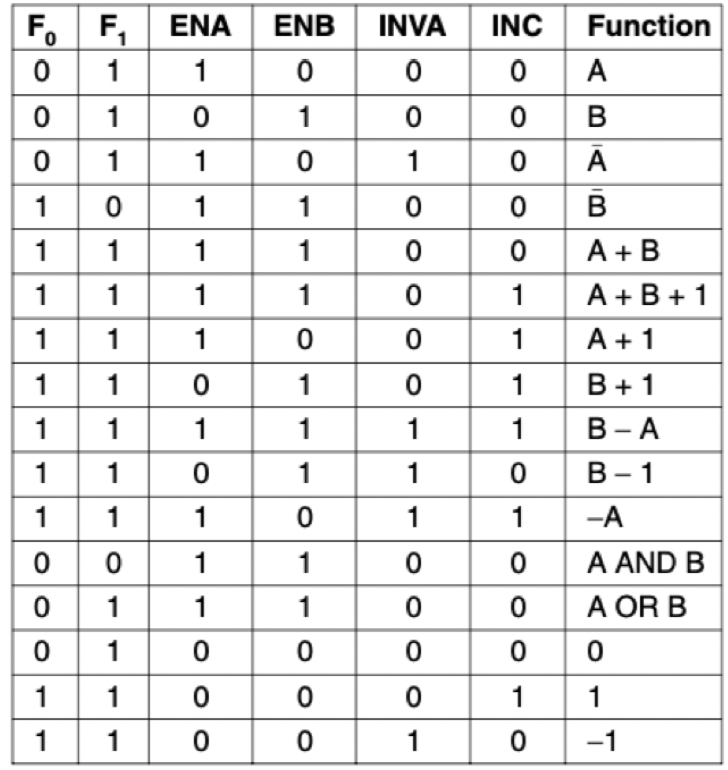 F₀ F₁ ENA ENB INVA INC Function
0 1 1 0 0 0 A
0 1 0 1 0 0 B
0 1 1 0 1 0 Ā
1 0 1 1 0 0 B̄
1 1 1 1 0 0 A + B
1 1 1 1 0 1 A + B + 1
1 1 1 0 0 1 A + 1
1 1 0 1 0 1 B + 1
1 1 1 1 1 1 B – A
1 1 0 1 1 0 B – 1
1 1 1 0 1 1 –A
0 0 1 1 0 0 A AND B
0 1 1 1 0 0 A OR B
0 1 0 0 0 0 0
1 1 0 0 0 1 1
1 1 0 0 1 0 –1